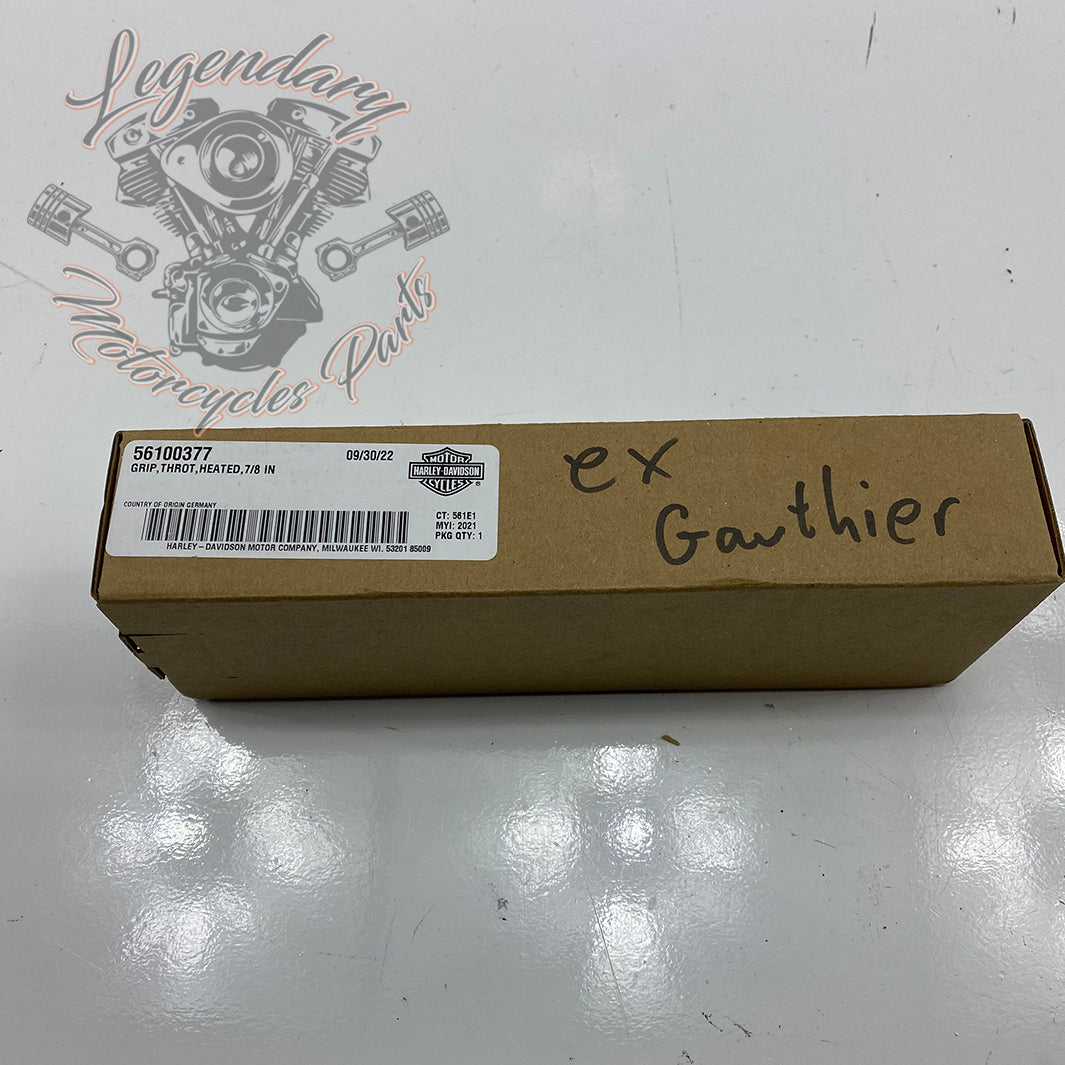 Legendary
Motorcycles Parts
56100377
09/30/22
GRIP,THROT,HEATED,7/8 IN
MOTOR
HARLEY-DAVIDSON
CYCLES
®
COUNTRY OF ORIGIN GERMANY
CT: 561E1
MYI: 2021
PKG QTY: 1
HARLEY-DAVIDSON MOTOR COMPANY, MILWAUKEE WI. 53201 85009
ex
Gauthier